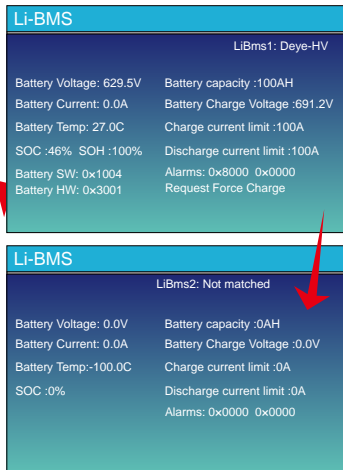 Li-BMS
LiBms1: Deye-HV
Battery Voltage: 629.5V
Battery capacity :100AH
Battery Current: 0.0A
Battery Charge Voltage :691.2V
Battery Temp: 27.0C
Charge current limit :100A
SOC :46% SOH :100%
Discharge current limit :100A
Battery SW: 0×1004
Alarms: 0×8000 0×0000
Battery HW: 0×3001
Request Force Charge
Li-BMS
LiBms2: Not matched
Battery Voltage: 0.0V
Battery capacity :0AH
Battery Current: 0.0A
Battery Charge Voltage :0.0V
Battery Temp:-100.0C
Charge current limit :0A
SOC :0%
Discharge current limit :0A
Alarms: 0×0000 0×0000